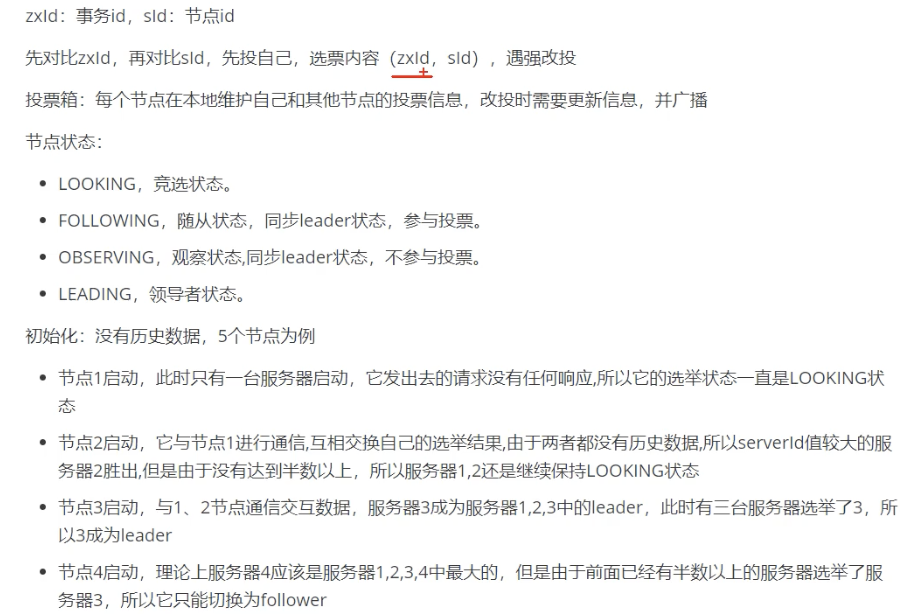 zxId：事务id，sId：节点id
先对比zxId，再对比sId，先投自己，选票内容（zxId，sId），遇强改投
投票箱：每个节点在本地维护自己和其他节点的投票信息，改投时需要更新信息，并广播
节点状态：
• LOOKING，竞选状态。
• FOLLOWING，随从状态，同步leader状态，参与投票。
• OBSERVING，观察状态,同步leader状态，不参与投票。
• LEADING，领导者状态。
初始化：没有历史数据，5个节点为例
• 节点1启动，此时只有一台服务器启动，它发出去的请求没有任何响应,所以它的选举状态一直是LOOKING状
态
• 节点2启动，它与节点1进行通信,互相交换自己的选举结果,由于两者都没有历史数据,所以serverId值较大的服
务器2胜出,但是由于没有达到半数以上，所以服务器1,2还是继续保持LOOKING状态
• 节点3启动，与1、2节点通信交互数据，服务器3成为服务器1,2,3中的leader，此时有三台服务器选举了3，所
以3成为leader
• 节点4启动，理论上服务器4应该是服务器1,2,3,4中最大的，但是由于前面已经有半数以上的服务器选举了服
务器3，所以它只能切换为follower